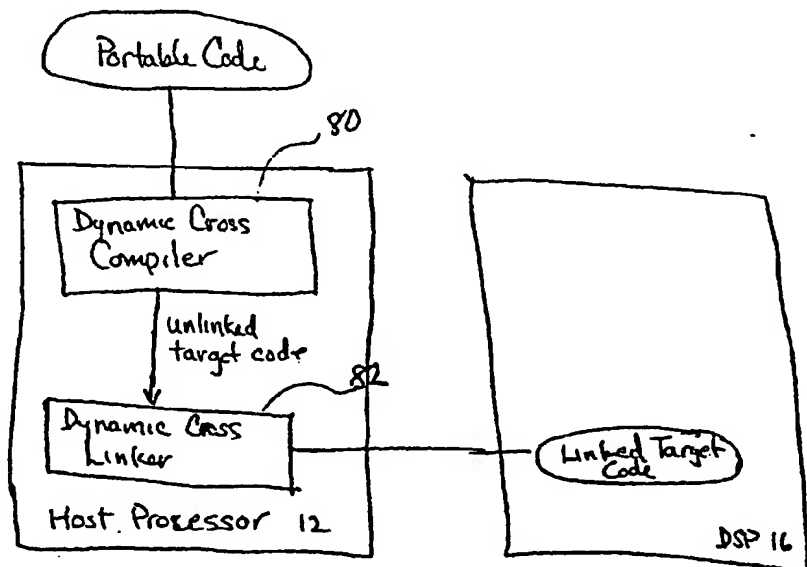 Portable Code
80
Dynamic Cross
Compiler
unlinked
target code
82
Dynamic Cross
Linker
Linked Target
Code
Host Processor 12
DSP 16